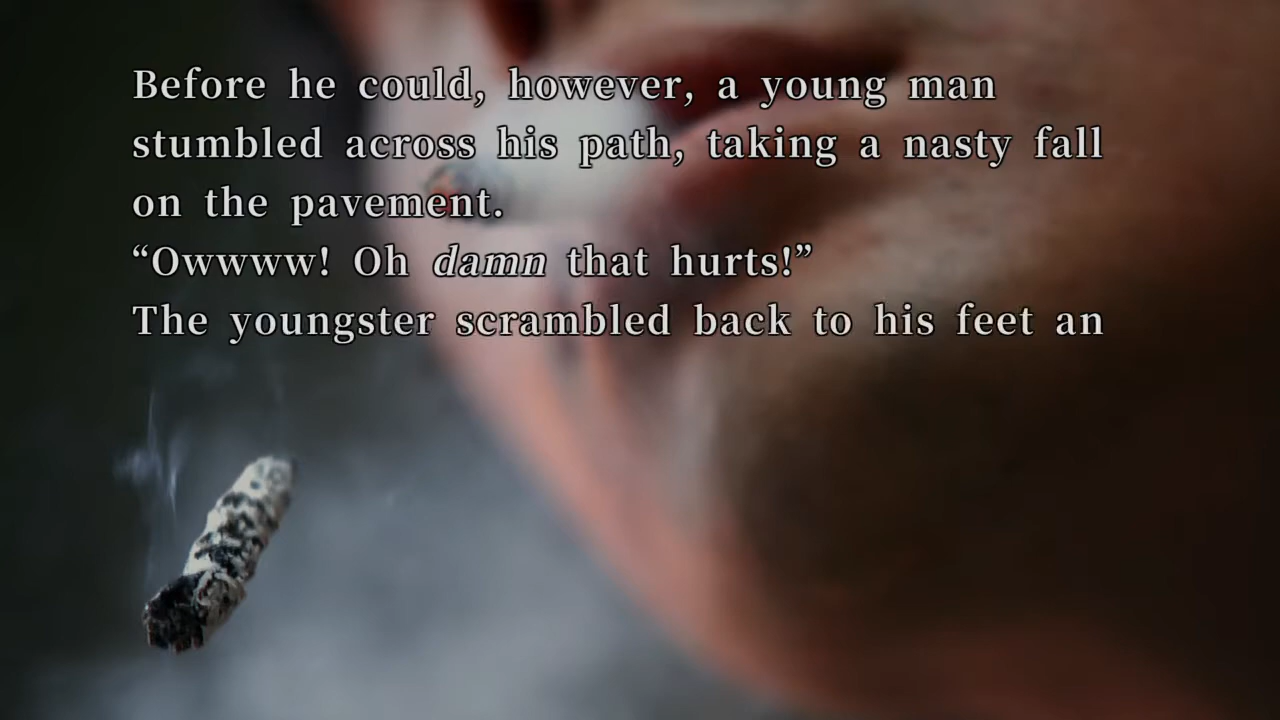 Before he could, however, a young man
stumbled across his path, taking a nasty fall
on the pavement.
“Owwww! Oh damn that hurts!”
The youngster scrambled back to his feet an